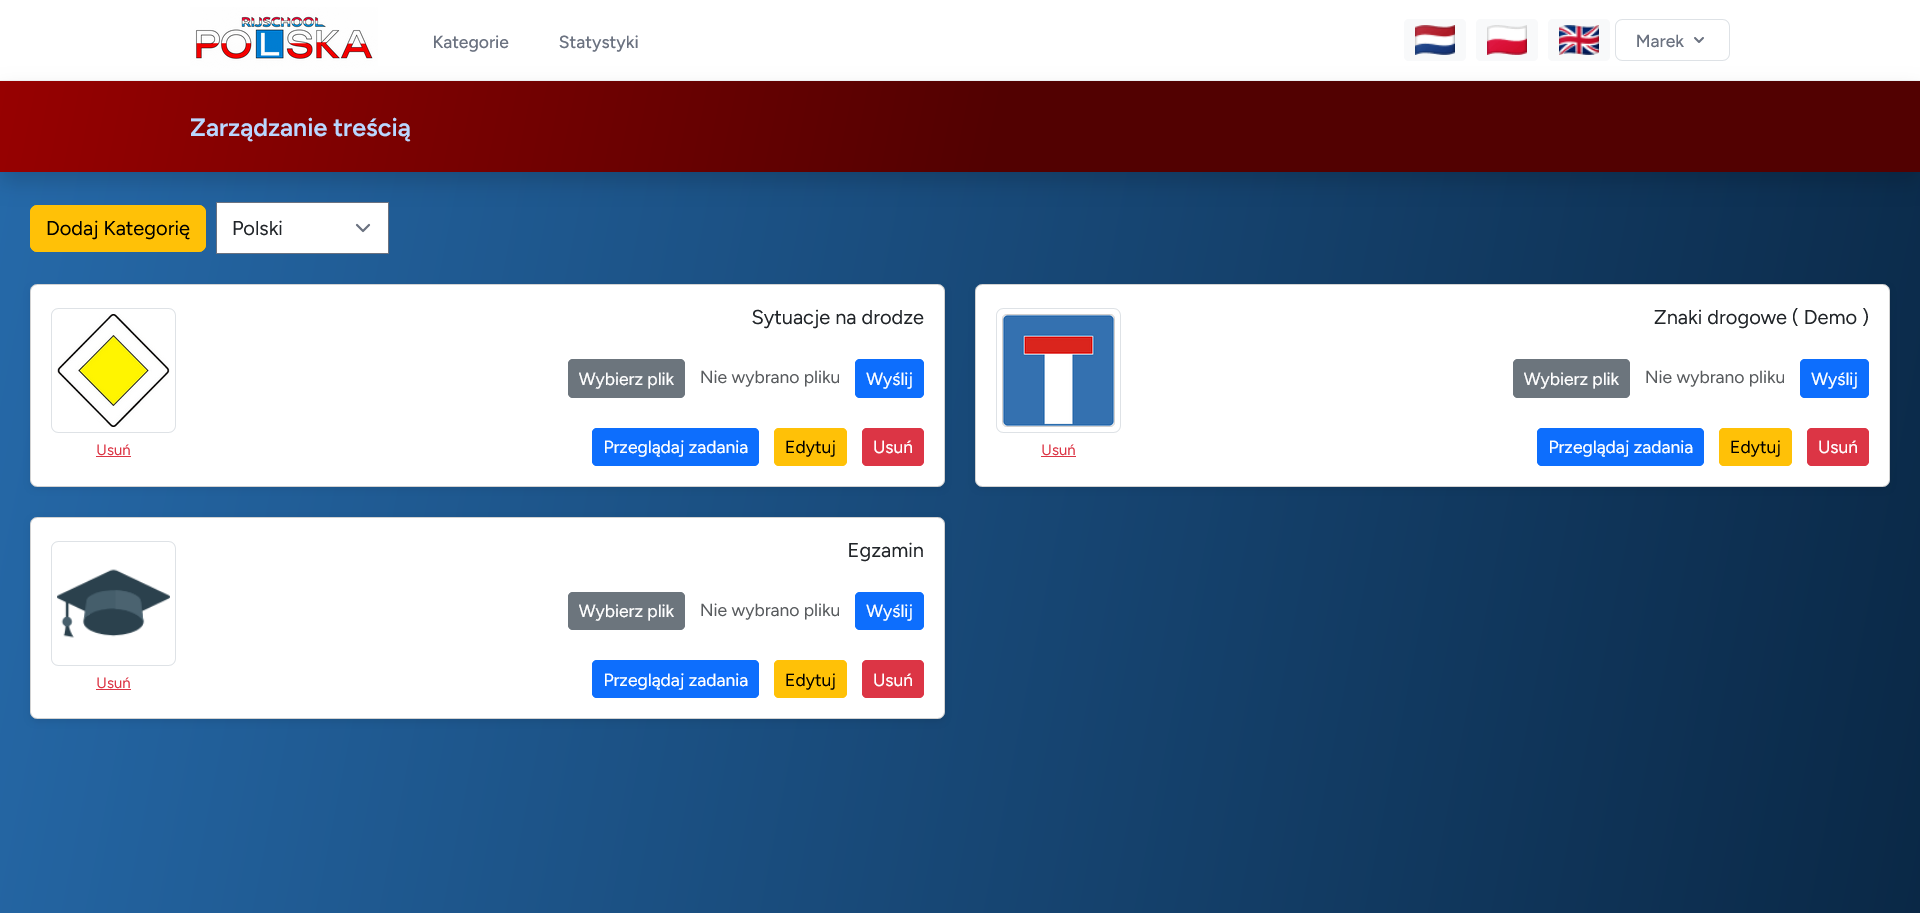 RIJSCHOOL
POLSKA
Kategorie
Statystyki
Marek
Zarządzanie treścią
Dodaj Kategorię
Polski
Sytuacje na drodze
Wybierz plik
Nie wybrano pliku
Wyślij
Przeglądaj zadania
Edytuj
Usuń
Usuń
Znaki drogowe ( Demo )
Wybierz plik
Nie wybrano pliku
Wyślij
Przeglądaj zadania
Edytuj
Usuń
Usuń
Egzamin
Wybierz plik
Nie wybrano pliku
Wyślij
Przeglądaj zadania
Edytuj
Usuń
Usuń